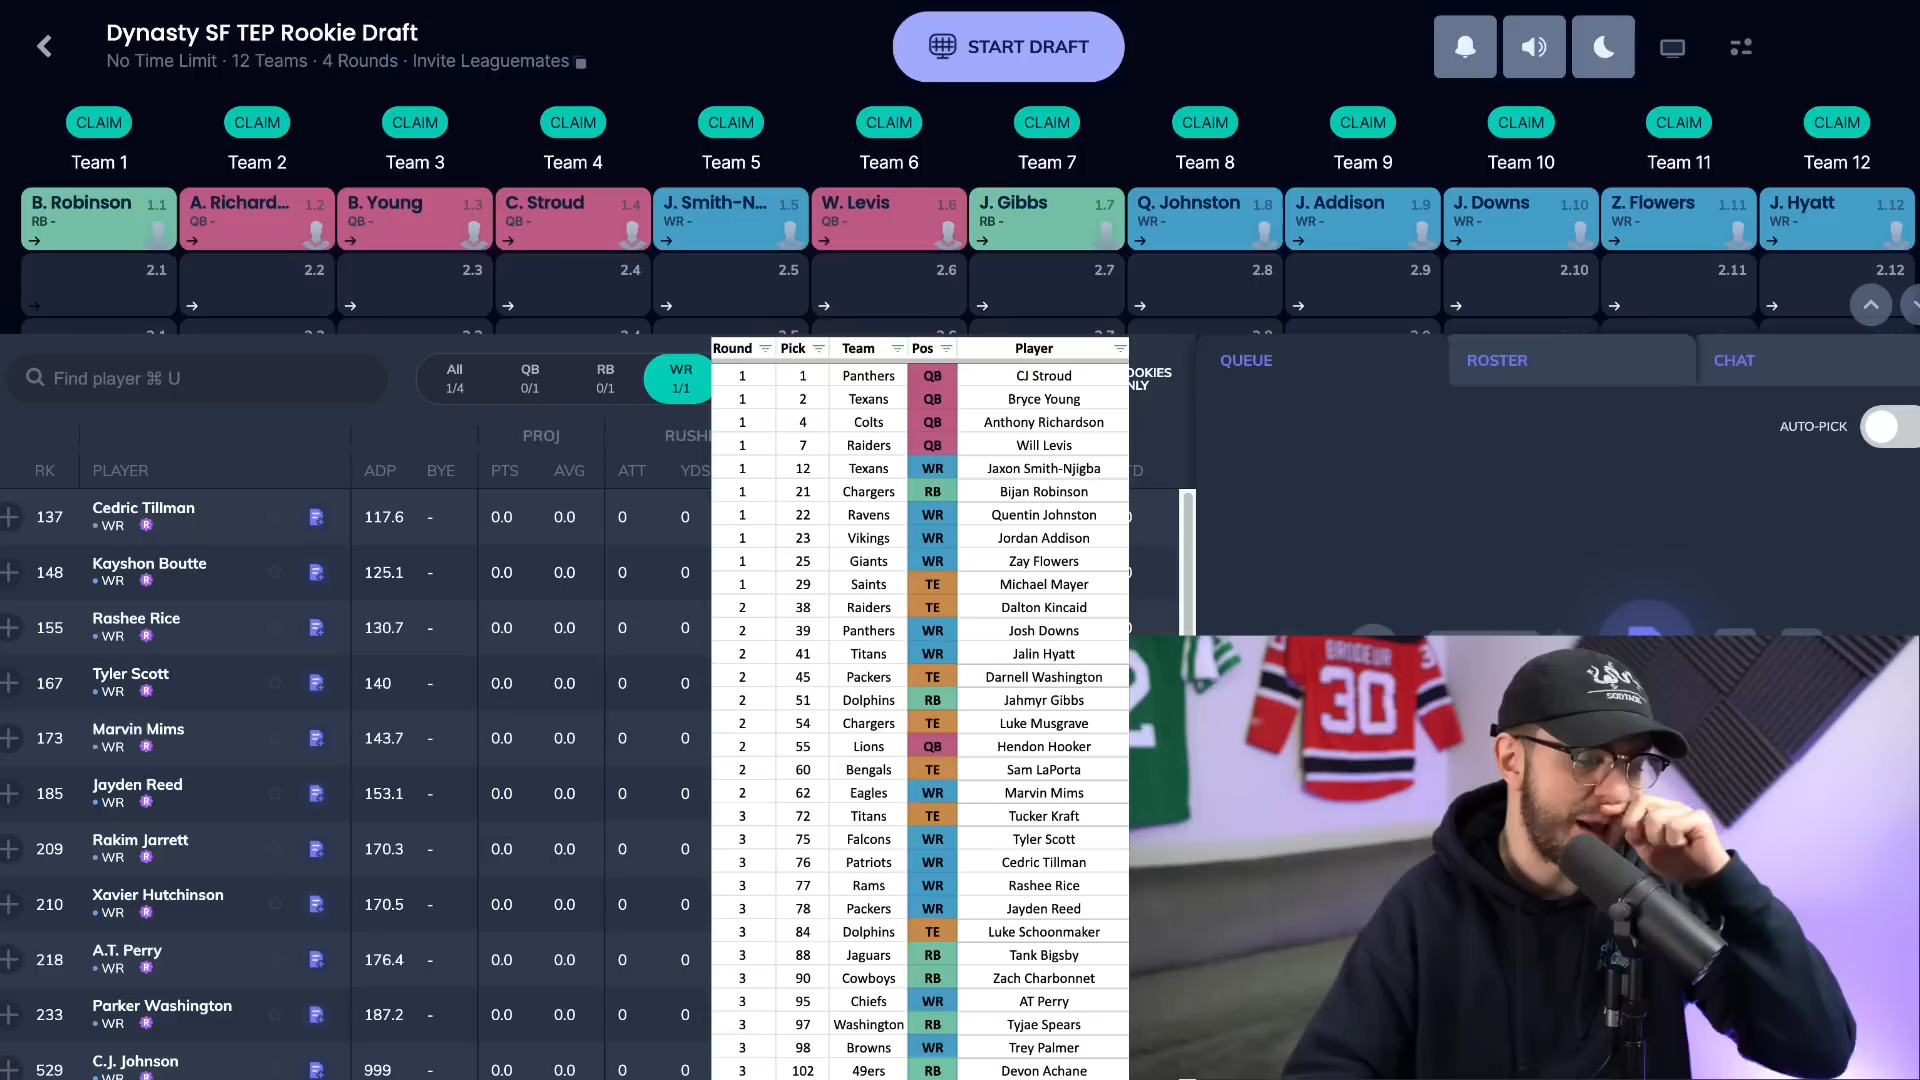 Dynasty SF TEP Rookie Draft
No Time Limit · 12 Teams · 4 Rounds · Invite Leaguemates
START DRAFT
CLAIM CLAIM CLAIM CLAIM CLAIM CLAIM CLAIM CLAIM CLAIM CLAIM CLAIM CLAIM
Team 1 Team 2 Team 3 Team 4 Team 5 Team 6 Team 7 Team 8 Team 9 Team 10 Team 11 Team 12
B. Robinson 1.1 A. Richard... 1.2 B. Young 1.3 C. Stroud 1.4 J. Smith-N... 1.5 W. Levis 1.6 J. Gibbs 1.7 Q. Johnston 1.8 J. Addison 1.9 J. Downs 1.10 Z. Flowers 1.11 J. Hyatt 1.12
RB - QB - QB - QB - WR - QB - RB - WR - WR - WR - WR - WR -
2.1 2.2 2.3 2.4 2.5 2.6 2.7 2.8 2.9 2.10 2.11 2.12
Find player ⌘ U
All QB RB WR
1/4 0/1 0/1 1/1
QUEUE ROSTER CHAT
AUTO-PICK
PROJ
RK PLAYER ADP BYE PTS AVG ATT YDS
137 Cedric Tillman WR R 117.6 - 0.0 0.0 0 0
148 Kayshon Boutte WR R 125.1 - 0.0 0.0 0 0
155 Rashee Rice WR R 130.7 - 0.0 0.0 0 0
167 Tyler Scott WR R 140 - 0.0 0.0 0 0
173 Marvin Mims WR R 143.7 - 0.0 0.0 0 0
185 Jayden Reed WR R 153.1 - 0.0 0.0 0 0
209 Rakim Jarrett WR R 170.3 - 0.0 0.0 0 0
210 Xavier Hutchinson WR R 170.5 - 0.0 0.0 0 0
218 A.T. Perry WR R 176.4 - 0.0 0.0 0 0
233 Parker Washington WR R 187.2 - 0.0 0.0 0 0
529 C.J. Johnson WR 999 - 0.0 0.0 0 0
Round Pick Team Pos Player
1 1 Panthers QB CJ Stroud
1 2 Texans QB Bryce Young
1 4 Colts QB Anthony Richardson
1 7 Raiders QB Will Levis
1 12 Texans WR Jaxon Smith-Njigba
1 21 Chargers RB Bijan Robinson
1 22 Ravens WR Quentin Johnston
1 23 Vikings WR Jordan Addison
1 25 Giants WR Zay Flowers
1 29 Saints TE Michael Mayer
2 38 Raiders TE Dalton Kincaid
2 39 Panthers WR Josh Downs
2 41 Titans WR Jalin Hyatt
2 45 Packers TE Darnell Washington
2 51 Dolphins RB Jahmyr Gibbs
2 54 Chargers TE Luke Musgrave
2 55 Lions QB Hendon Hooker
2 60 Bengals TE Sam LaPorta
2 62 Eagles WR Marvin Mims
3 72 Titans TE Tucker Kraft
3 75 Falcons WR Tyler Scott
3 76 Patriots WR Cedric Tillman
3 77 Rams WR Rashee Rice
3 78 Packers WR Jayden Reed
3 84 Dolphins TE Luke Schoonmaker
3 88 Jaguars RB Tank Bigsby
3 90 Cowboys RB Zach Charbonnet
3 95 Chiefs WR AT Perry
3 97 Washington RB Tyjae Spears
3 98 Browns WR Trey Palmer
3 102 49ers RB Devon Achane
BRODEUR
30